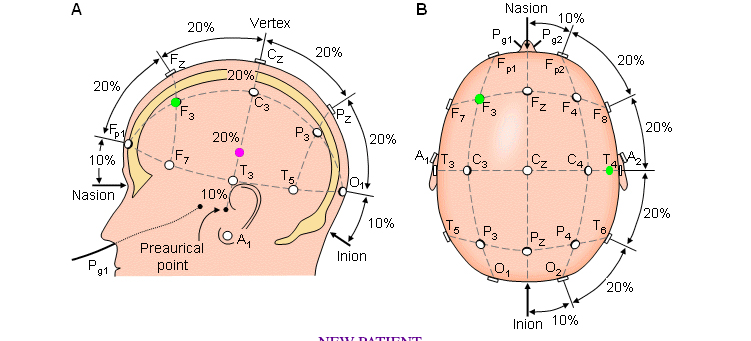 A
Vertex
20%
20%
Fz
Cz
20%
20%
20%
F3
C3
Pz
Fp1
P3
20%
20%
10%
F7
T3
T5
O1
Nasion
10%
10%
A1
Preaurical
point
Inion
Pg1
B
Nasion
10%
Pg1
Pg2
Fp1
Fp2
20%
F7
F3
Fz
F4
F8
20%
A1
T3
C3
Cz
C4
T4
A2
20%
T5
P3
Pz
P4
T6
O1
O2
20%
10%
Inion
NEW PATIENT